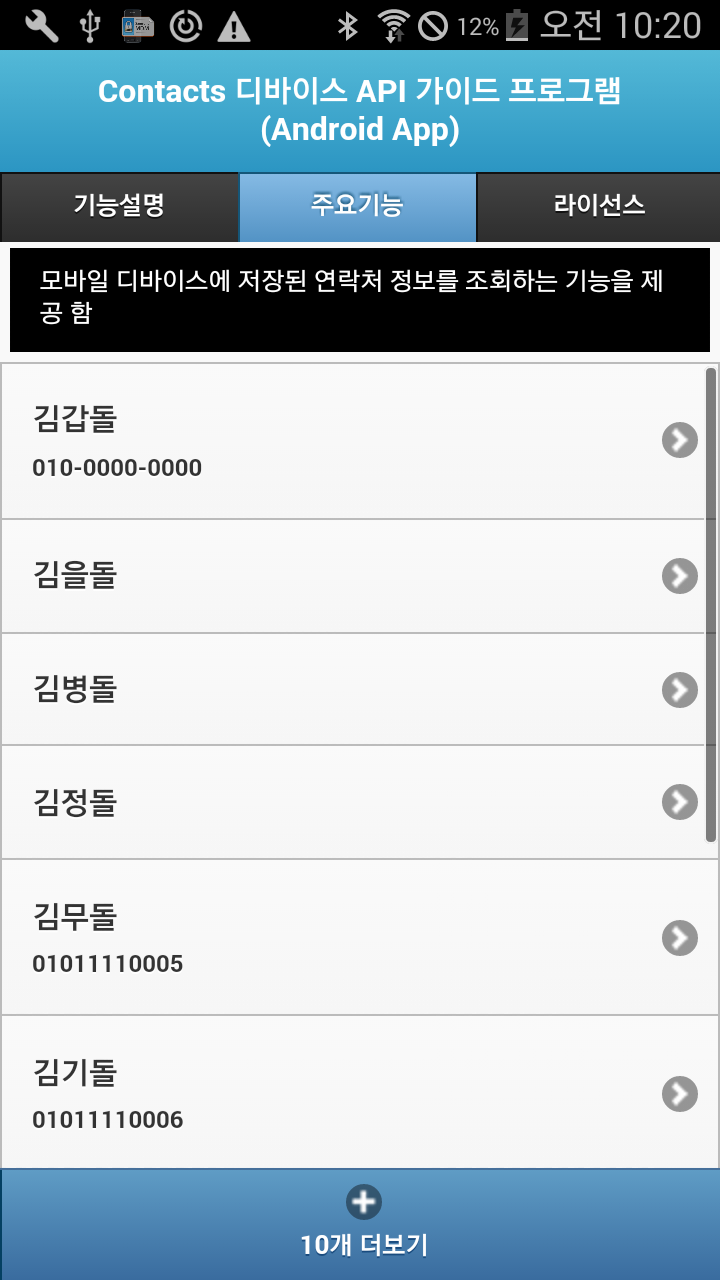 12% 오전 10:20
Contacts 디바이스 API 가이드 프로그램
(Android App)
기능설명 주요기능 라이선스
모바일 디바이스에 저장된 연락처 정보를 조회하는 기능을 제
공 함
김갑돌
010-0000-0000
김을돌
김병돌
김정돌
김무돌
01011110005
김기돌
01011110006
10개 더보기